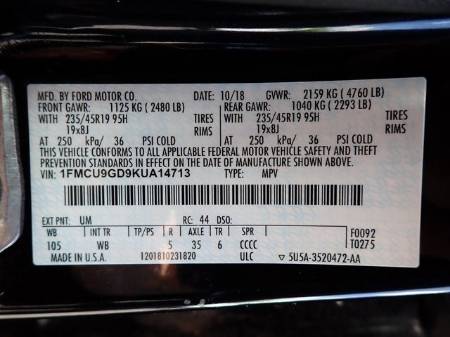 MFD. BY FORD MOTOR CO. 10/18 GVWR: 2159 KG (4760 LB)
FRONT GAWR: 1125 KG (2480 LB) REAR GAWR: 1040 KG (2293 LB)
WITH 235/45R19 95H TIRES WITH 235/45R19 95H TIRES
19x8J RIMS 19x8J RIMS
AT 250 kPa/ 36 PSI COLD AT 250 kPa/ 36 PSI COLD
THIS VEHICLE CONFORMS TO ALL APPLICABLE FEDERAL MOTOR VEHICLE SAFETY AND
THEFT PREVENTION STANDARDS IN EFFECT ON THE DATE OF MANUFACTURE SHOWN ABOVE.
VIN: 1FMCU9GD9KUA14713 TYPE: MPV
EXT PNT: UM RC: 44 DSO:
WB INT TR TP/PS R AXLE TR SPR F0092
105 WB 5 35 6 CCCC T0275
MADE IN U.S.A. 1201810231820 ULC 5U5A-3520472-AA